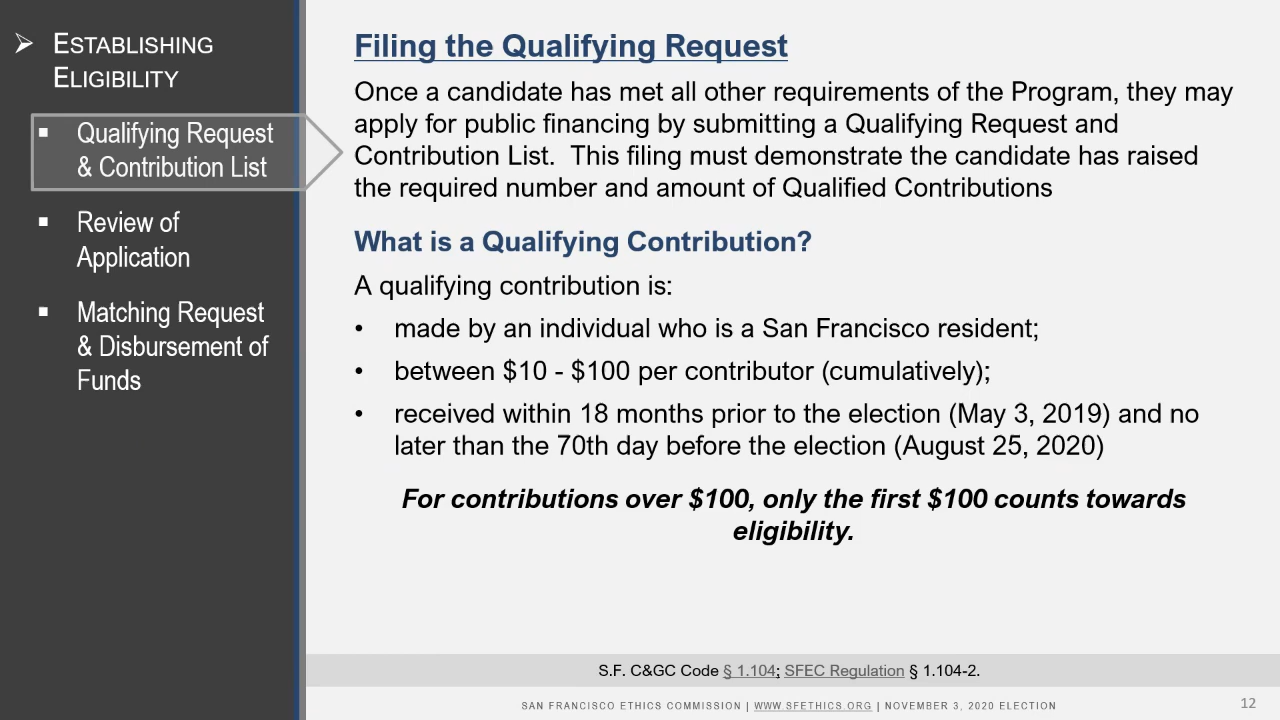 ➢ ESTABLISHING
ELIGIBILITY
▪ Qualifying Request
& Contribution List
▪ Review of
Application
▪ Matching Request
& Disbursement of
Funds
Filing the Qualifying Request
Once a candidate has met all other requirements of the Program, they may
apply for public financing by submitting a Qualifying Request and
Contribution List.  This filing must demonstrate the candidate has raised
the required number and amount of Qualified Contributions
What is a Qualifying Contribution?
A qualifying contribution is:
• made by an individual who is a San Francisco resident;
• between $10 - $100 per contributor (cumulatively);
• received within 18 months prior to the election (May 3, 2019) and no
later than the 70th day before the election (August 25, 2020)
For contributions over $100, only the first $100 counts towards
eligibility.
S.F. C&GC Code § 1.104; SFEC Regulation § 1.104-2.
SAN FRANCISCO ETHICS COMMISSION | WWW.SFETHICS.ORG | NOVEMBER 3, 2020 ELECTION
12